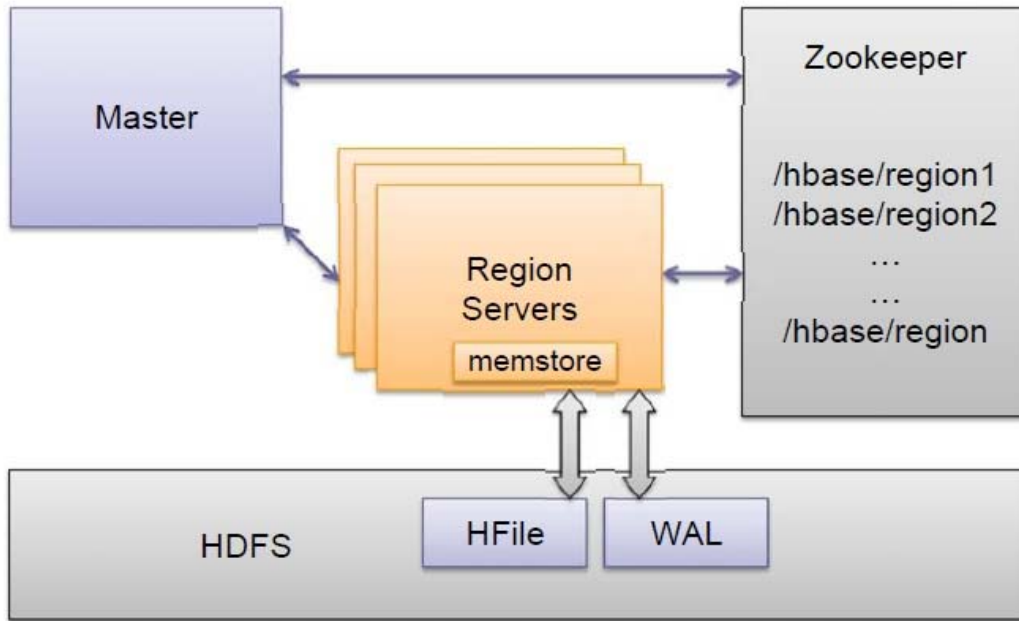 Master
Zookeeper
/hbase/region1
/hbase/region2
...
...
/hbase/region
Region
Servers
memstore
HDFS
HFile
WAL